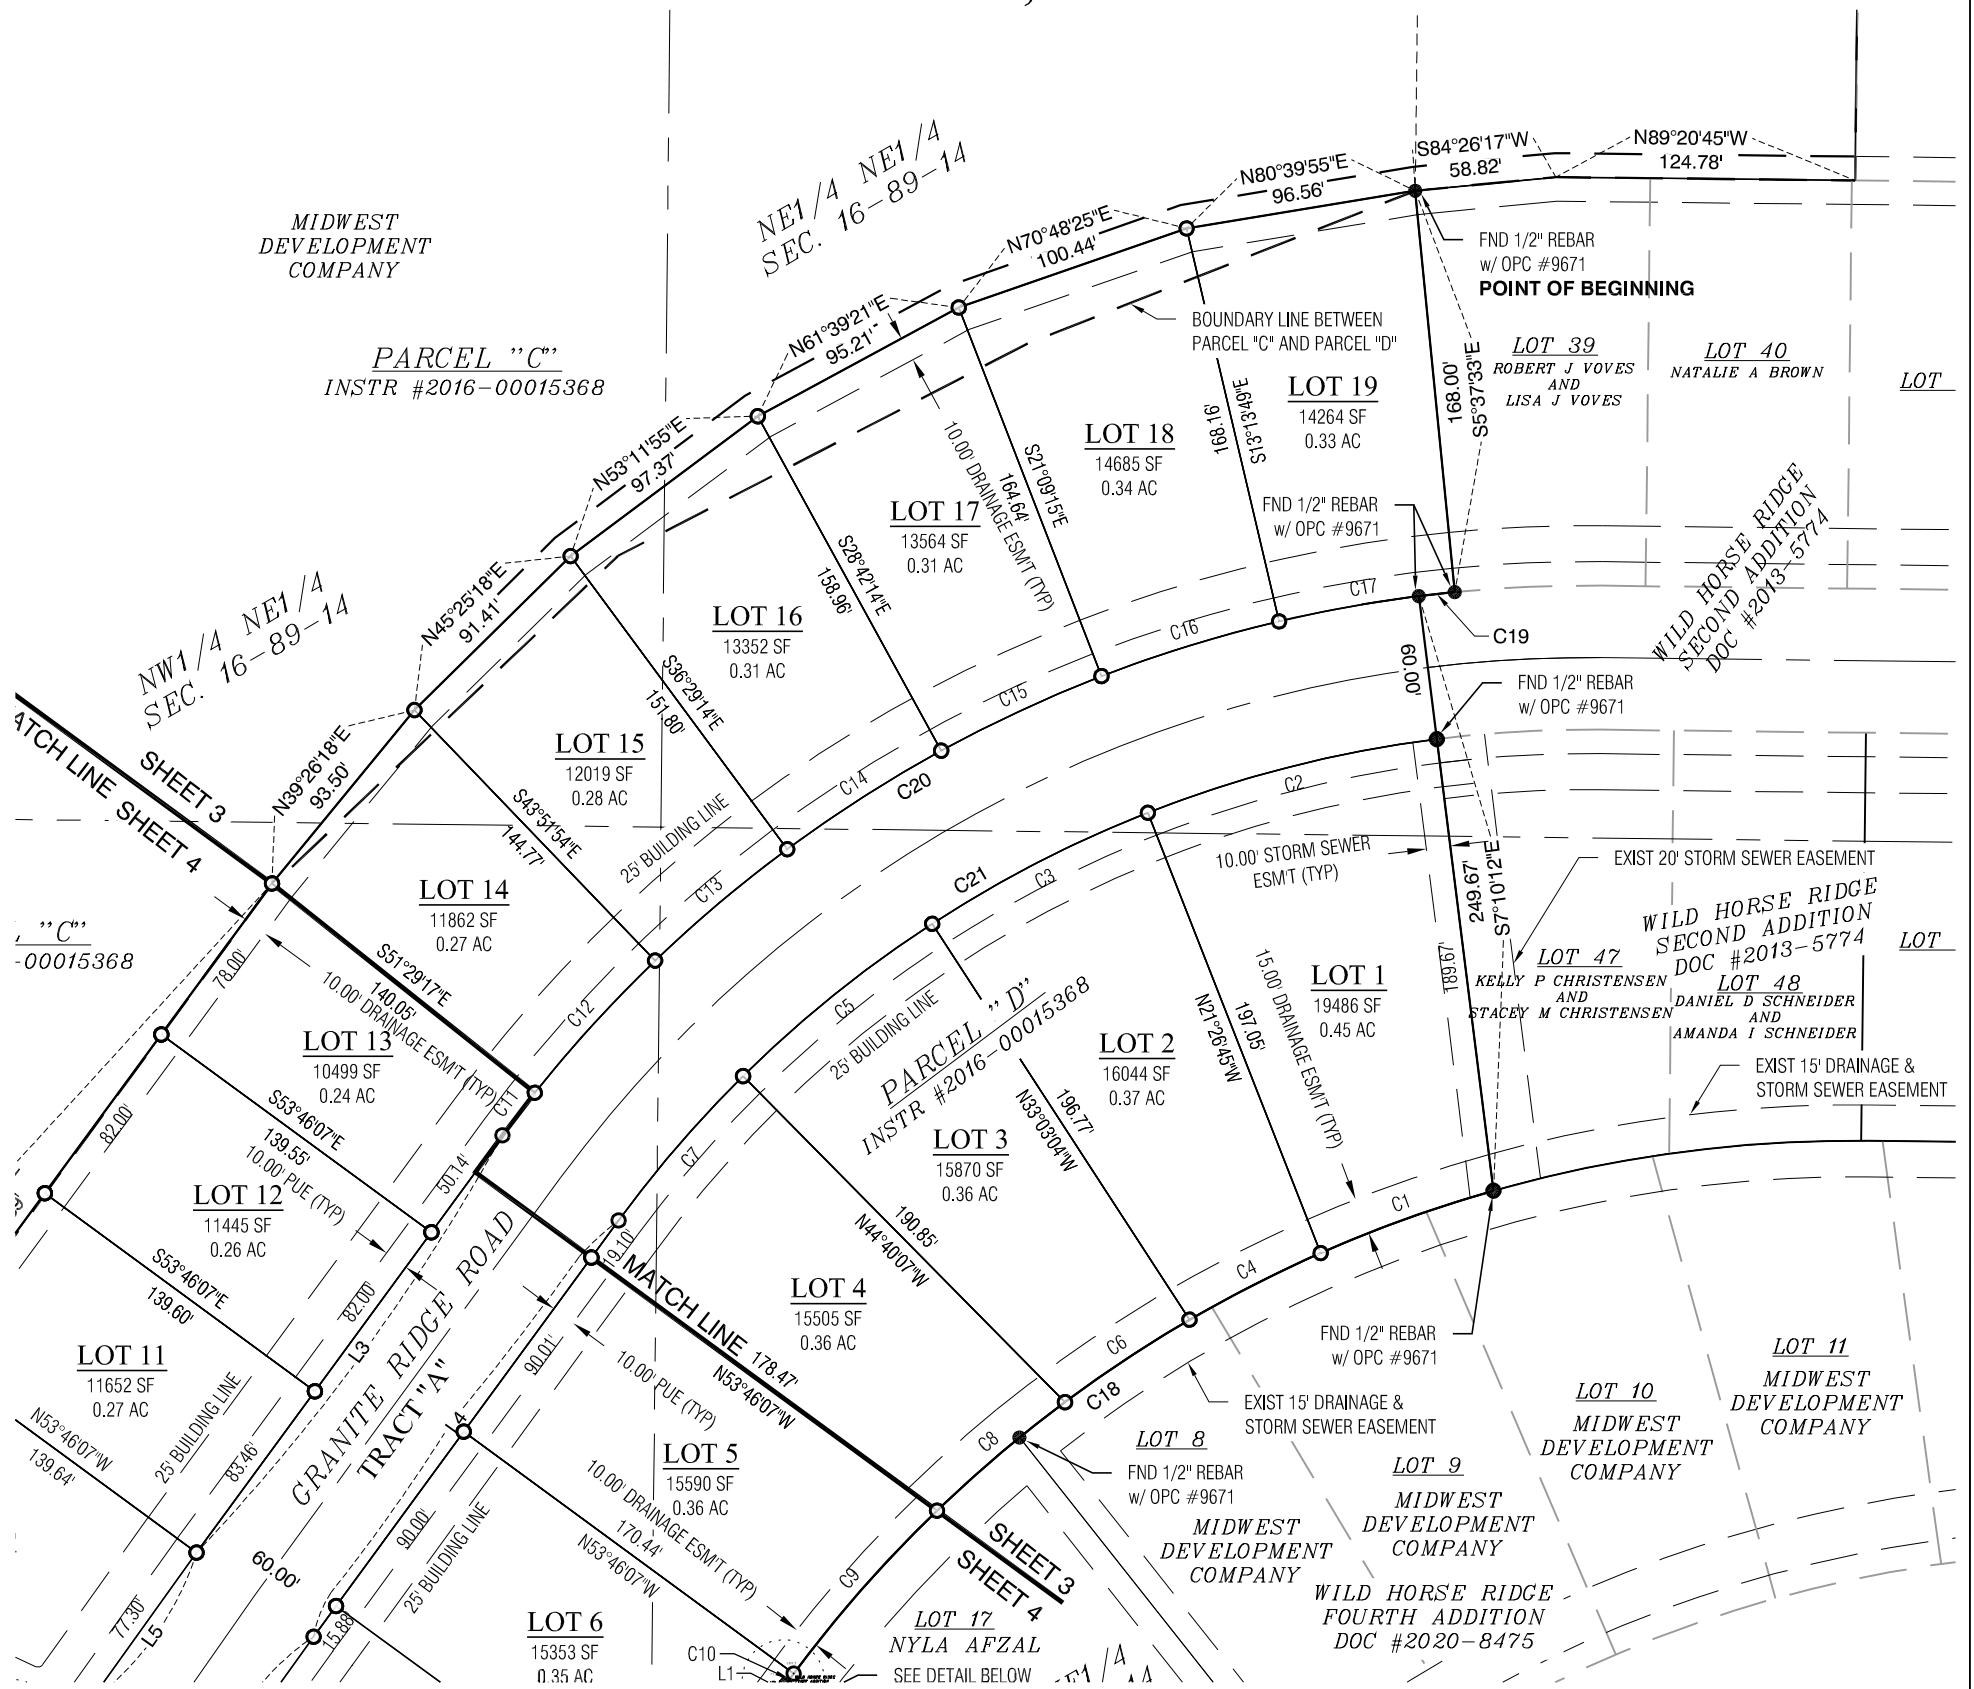 MIDWEST
DEVELOPMENT
COMPANY
NE1/4 NE1/4
SEC. 16-89-14
PARCEL "C"
INSTR #2016-00015368
NW1/4 NE1/4
SEC. 16-89-14
N39°26'18"E
93.50'
N45°25'18"E
91.41'
N53°11'55"E
97.37'
N61°39'21"E
95.21'
N70°48'25"E
100.44'
N80°39'55"E
96.56'
S84°26'17"W
58.82'
N89°20'45"W
124.78'
FND 1/2" REBAR
w/ OPC #9671
POINT OF BEGINNING
BOUNDARY LINE BETWEEN
PARCEL "C" AND PARCEL "D"
LOT 39
ROBERT J VOVES
AND
LISA J VOVES
LOT 40
NATALIE A BROWN
LOT
168.00'
S5°37'33"E
LOT 19
14264 SF
0.33 AC
S13°13'49"E
168.16'
LOT 18
14685 SF
0.34 AC
S21°09'15"E
164.64'
10.00' DRAINAGE ESM'T (TYP)
LOT 17
13564 SF
0.31 AC
S28°42'14"E
158.96'
LOT 16
13352 SF
0.31 AC
S36°29'14"E
151.80'
LOT 15
12019 SF
0.28 AC
S43°51'54"E
144.77'
LOT 14
11862 SF
0.27 AC
S51°29'17"E
140.05'
10.00' DRAINAGE ESM'T (TYP)
FND 1/2" REBAR
w/ OPC #9671
C17
C19
C16
C15
C14
C20
C13
C12
C11
25' BUILDING LINE
60.00'
FND 1/2" REBAR
w/ OPC #9671
WILD HORSE RIDGE
SECOND ADDITION
DOC #2013-5774
SHEET 3
ATCH LINE SHEET 4
, "C"
-00015368
C2
C3
C21
C5
C7
10.00' STORM SEWER
ESM'T (TYP)
249.67'
S7°10'12"E
189.67'
EXIST 20' STORM SEWER EASEMENT
WILD HORSE RIDGE
SECOND ADDITION
DOC #2013-5774
LOT 47
KELLY P CHRISTENSEN
AND
STACEY M CHRISTENSEN
LOT 48
DANIEL D SCHNEIDER
AND
AMANDA I SCHNEIDER
LOT
EXIST 15' DRAINAGE &
STORM SEWER EASEMENT
LOT 1
19486 SF
0.45 AC
15.00' DRAINAGE ESM'T (TYP)
197.05'
N21°26'45"W
LOT 2
16044 SF
0.37 AC
196.77'
N33°03'04"W
PARCEL "D"
INSTR #2016-00015368
25' BUILDING LINE
LOT 3
15870 SF
0.36 AC
190.85'
N44°40'07"W
LOT 4
15505 SF
0.36 AC
MATCH LINE 178.47'
N53°46'07"W
SHEET 3
SHEET 4
78.00'
LOT 13
10499 SF
0.24 AC
S53°46'07"E
139.55'
10.00' PUE (TYP)
82.00'
50.14'
LOT 12
11445 SF
0.26 AC
S53°46'07"E
139.60'
82.00'
L3
LOT 11
11652 SF
0.27 AC
N53°46'07"W
139.64'
25' BUILDING LINE
83.46'
77.30'
L5
GRANITE RIDGE ROAD
TRACT "A"
60.00'
19.10'
90.01'
L4
90.00'
15.88'
25' BUILDING LINE
10.00' PUE (TYP)
LOT 5
15590 SF
0.36 AC
10.00' DRAINAGE ESM'T (TYP)
170.44'
N53°46'07"W
LOT 6
15353 SF
0.35 AC
C1
C4
C6
C18
C8
C9
C10
L1
FND 1/2" REBAR
w/ OPC #9671
EXIST 15' DRAINAGE &
STORM SEWER EASEMENT
FND 1/2" REBAR
w/ OPC #9671
LOT 8
MIDWEST
DEVELOPMENT
COMPANY
LOT 9
MIDWEST
DEVELOPMENT
COMPANY
LOT 10
MIDWEST
DEVELOPMENT
COMPANY
LOT 11
MIDWEST
DEVELOPMENT
COMPANY
WILD HORSE RIDGE
FOURTH ADDITION
DOC #2020-8475
LOT 17
NYLA AFZAL
SEE DETAIL BELOW